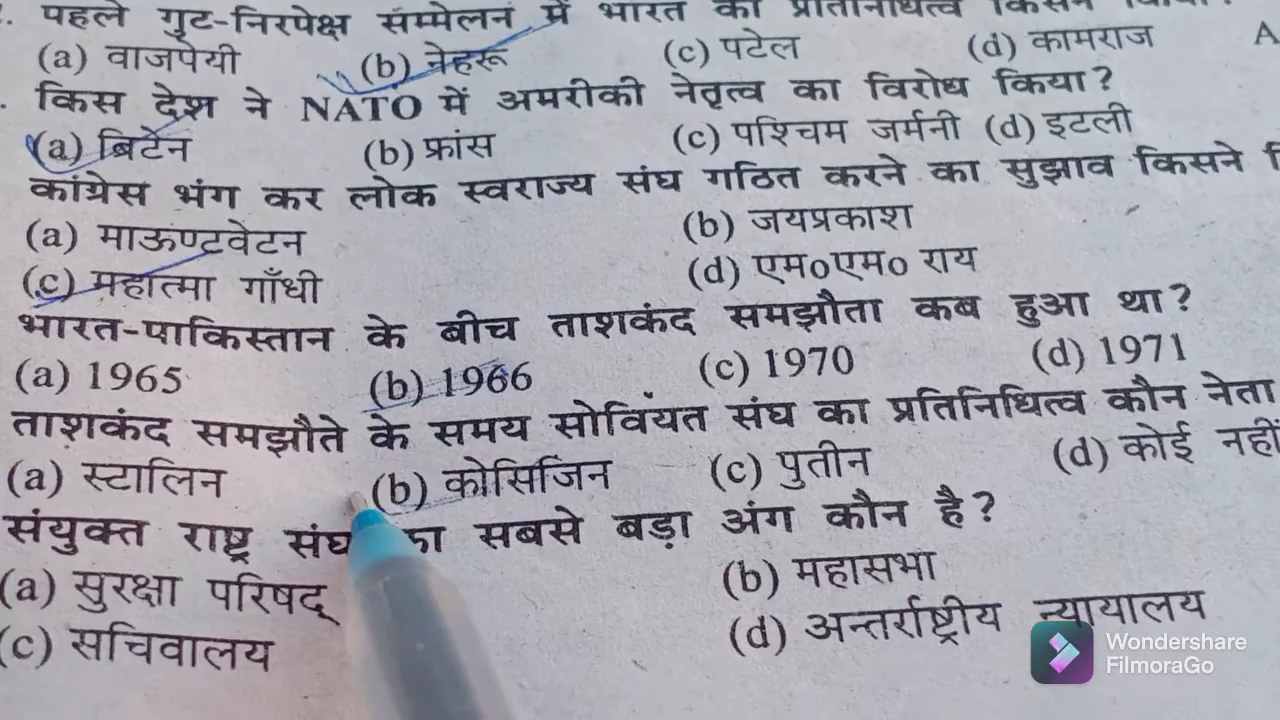 पहले गुट-निरपेक्ष सम्मेलन में भारत का प्रतिनिधित्व किसने
(a) वाजपेयी (b) नेहरू (c) पटेल (d) कामराज A
. किस देश ने NATO में अमरीकी नेतृत्व का विरोध किया?
(a) ब्रिटेन (b) फ्रांस (c) पश्चिम जर्मनी (d) इटली
कांग्रेस भंग कर लोक स्वराज्य संघ गठित करने का सुझाव किसने
(a) माऊण्टवेटन (b) जयप्रकाश
(c) महात्मा गाँधी (d) एम०एम० राय
भारत-पाकिस्तान के बीच ताशकंद समझौता कब हुआ था?
(a) 1965 (b) 1966 (c) 1970 (d) 1971
ताशकंद समझौते के समय सोवियत संघ का प्रतिनिधित्व कौन नेता
(a) स्टालिन (b) कोसिजिन (c) पुतीन (d) कोई नहीं
संयुक्त राष्ट्र संघ का सबसे बड़ा अंग कौन है?
(a) सुरक्षा परिषद् (b) महासभा
(c) सचिवालय (d) अन्तर्राष्ट्रीय न्यायालय
Wondershare
FilmoraGo